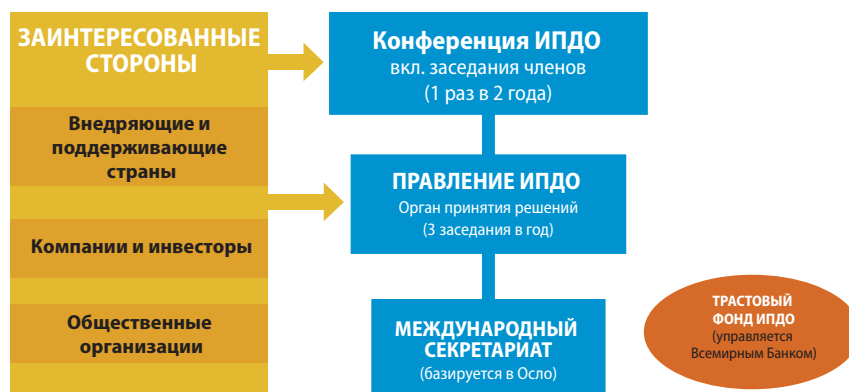 ЗАИНТЕРЕСОВАННЫЕ
СТОРОНЫ
Внедряющие и
поддерживающие
страны
Компании и инвесторы
Общественные
организации
Конференция ИПДО
вкл. заседания членов
(1 раз в 2 года)
ПРАВЛЕНИЕ ИПДО
Орган принятия решений
(3 заседания в год)
МЕЖДУНАРОДНЫЙ
СЕКРЕТАРИАТ
(базируется в Осло)
ТРАСТОВЫЙ
ФОНД ИПДО
(управляется
Всемирным Банком)